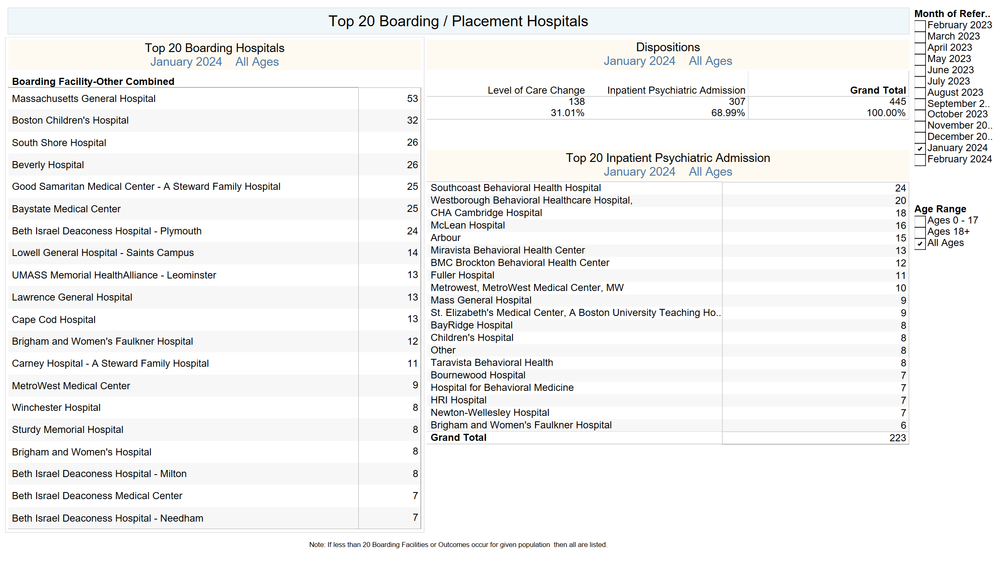 Top 20 Boarding / Placement Hospitals
Top 20 Boarding Hospitals
January 2024 All Ages
Boarding Facility-Other Combined
Massachusetts General Hospital 53
Boston Children's Hospital 32
South Shore Hospital 26
Beverly Hospital 26
Good Samaritan Medical Center - A Steward Family Hospital 25
Baystate Medical Center 25
Beth Israel Deaconess Hospital - Plymouth 24
Lowell General Hospital - Saints Campus 14
UMASS Memorial HealthAlliance - Leominster 13
Lawrence General Hospital 13
Cape Cod Hospital 13
Brigham and Women's Faulkner Hospital 12
Carney Hospital - A Steward Family Hospital 11
MetroWest Medical Center 9
Winchester Hospital 8
Sturdy Memorial Hospital 8
Brigham and Women's Hospital 8
Beth Israel Deaconess Hospital - Milton 8
Beth Israel Deaconess Medical Center 7
Beth Israel Deaconess Hospital - Needham 7
Dispositions
January 2024 All Ages
Level of Care Change Inpatient Psychiatric Admission Grand Total
138 307 445
31.01% 68.99% 100.00%
Top 20 Inpatient Psychiatric Admission
January 2024 All Ages
Southcoast Behavioral Health Hospital 24
Westborough Behavioral Healthcare Hospital, 20
CHA Cambridge Hospital 18
McLean Hospital 16
Arbour 15
Miravista Behavioral Health Center 13
BMC Brockton Behavioral Health Center 12
Fuller Hospital 11
Metrowest, MetroWest Medical Center, MW 10
Mass General Hospital 9
St. Elizabeth's Medical Center, A Boston University Teaching Ho.. 9
BayRidge Hospital 8
Children's Hospital 8
Other 8
Taravista Behavioral Health 8
Bournewood Hospital 7
Hospital for Behavioral Medicine 7
HRI Hospital 7
Newton-Wellesley Hospital 7
Brigham and Women's Faulkner Hospital 6
Grand Total 223
Month of Refer..
February 2023
March 2023
April 2023
May 2023
June 2023
July 2023
August 2023
September 2..
October 2023
November 20..
December 20..
January 2024
February 2024
Age Range
Ages 0 - 17
Ages 18+
All Ages
Note: If less than 20 Boarding Facilities or Outcomes occur for given population then all are listed.